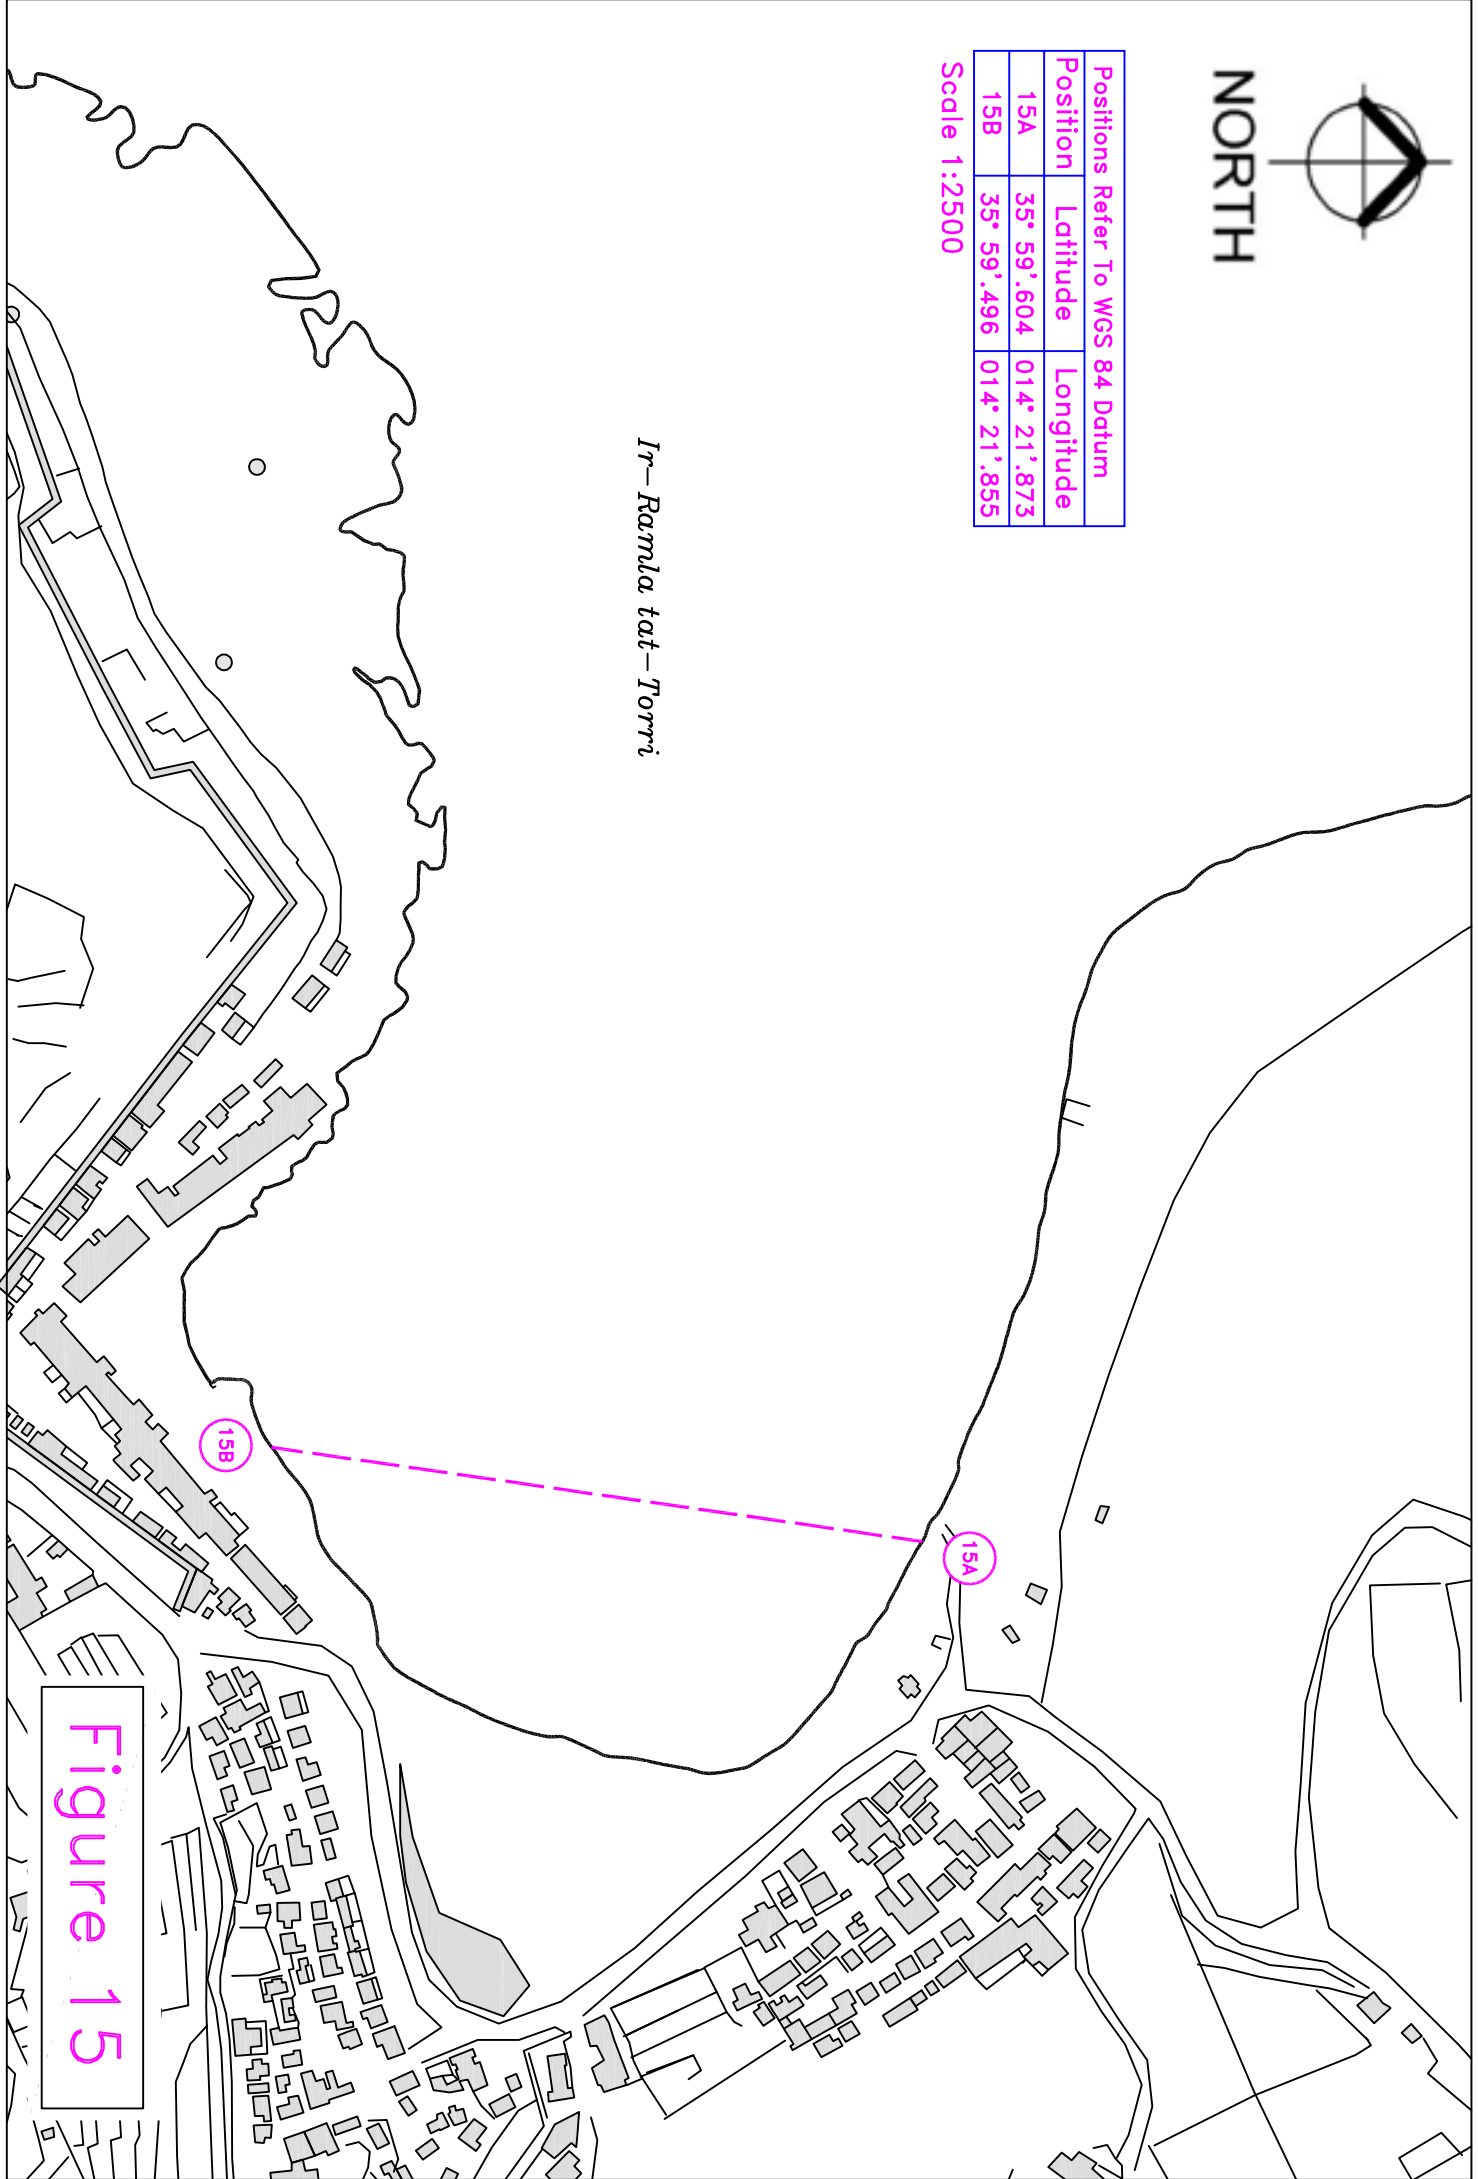 NORTH
Positions Refer To WGS 84 Datum
Position Latitude Longitude
15A 35° 59'.604 014° 21'.873
15B 35° 59'.496 014° 21'.855
Scale 1:2500
Ir-Ramla tat-Torri
15A
15B
Figure 15